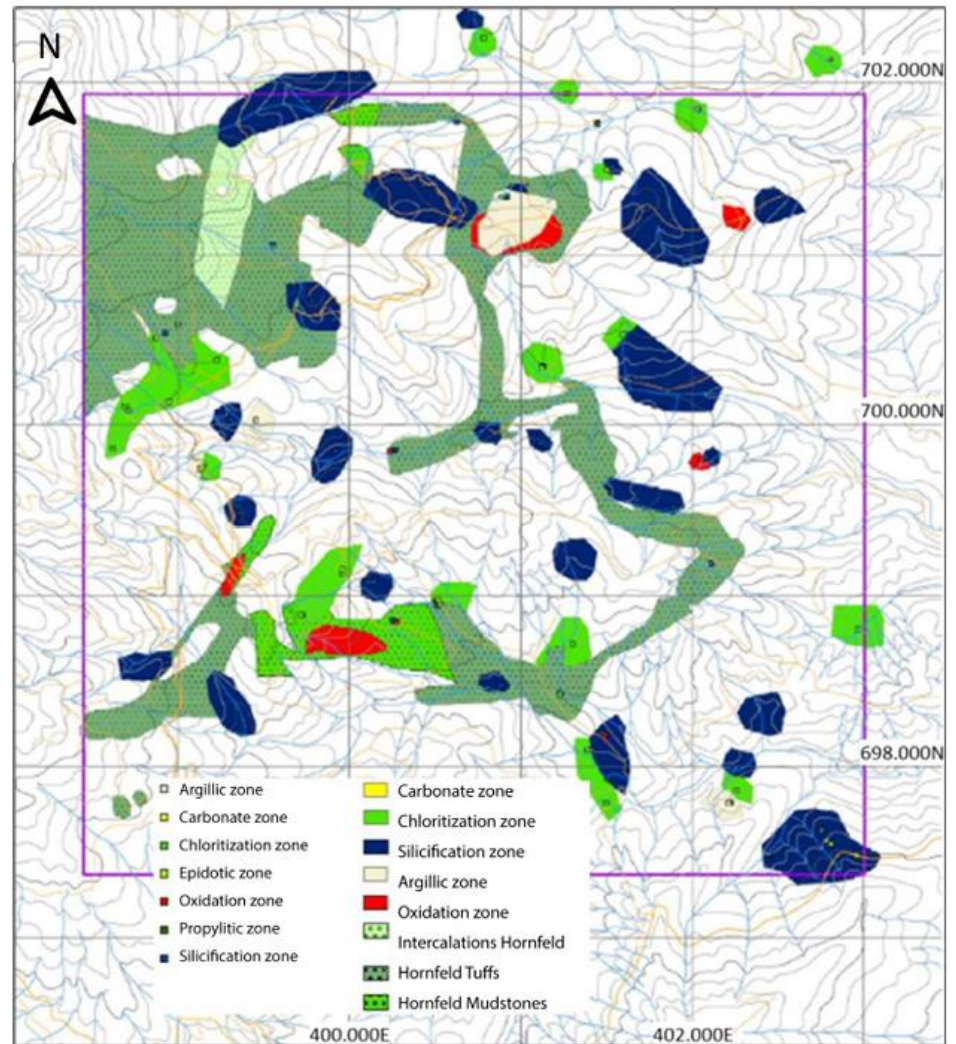 N
702.000N
700.000N
698.000N
Argillic zone
Carbonate zone
Chloritization zone
Epidotic zone
Oxidation zone
Propylitic zone
Silicification zone
Carbonate zone
Chloritization zone
Silicification zone
Argillic zone
Oxidation zone
Intercalations Hornfeld
Hornfeld Tuffs
Hornfeld Mudstones
400.000E
402.000E